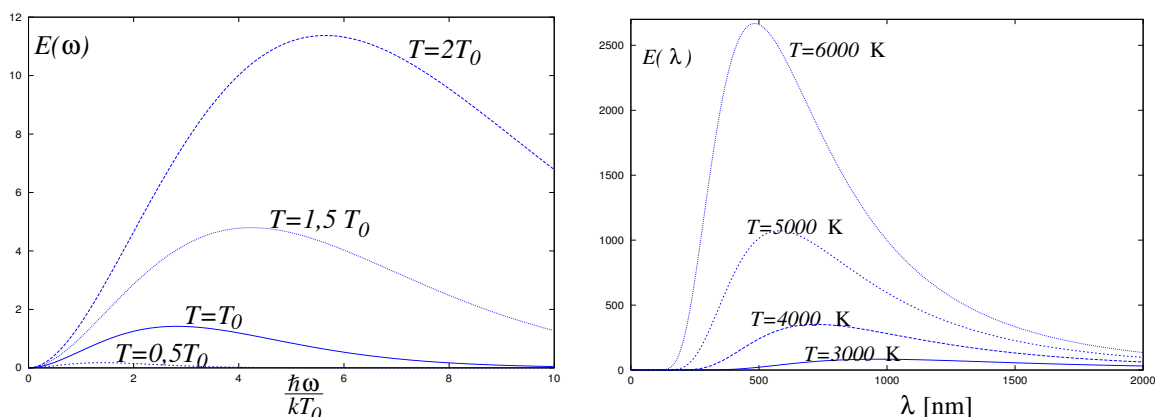 12
10
8
6
4
2
0
E(ω)
T=2T₀
T=1,5 T₀
T=T₀
T=0,5T₀
0 2 4 6 8 10
ħω
kT₀
2500
2000
1500
1000
500
0
E( λ)
T=6000 K
T=5000 K
T=4000 K
T=3000 K
0 500 1000 1500 2000
λ [nm]